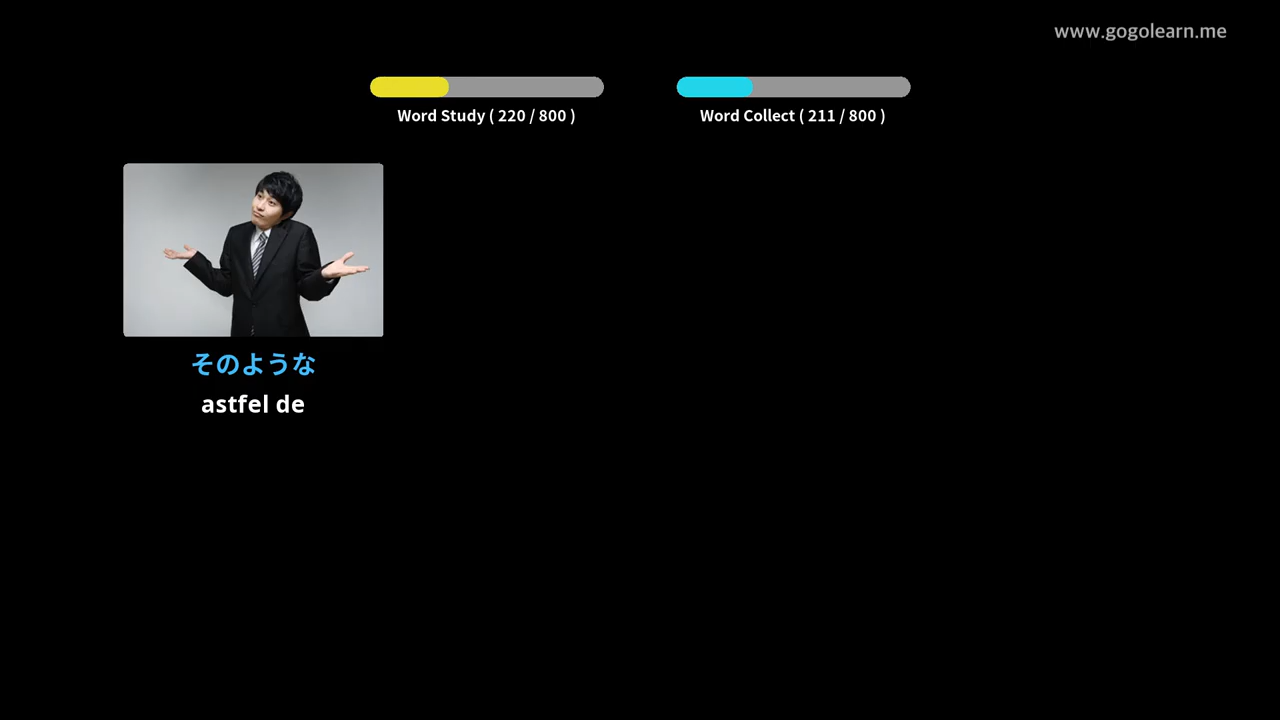 www.gogolearn.me
Word Study ( 220 / 800 )
Word Collect ( 211 / 800 )
そのような
astfel de